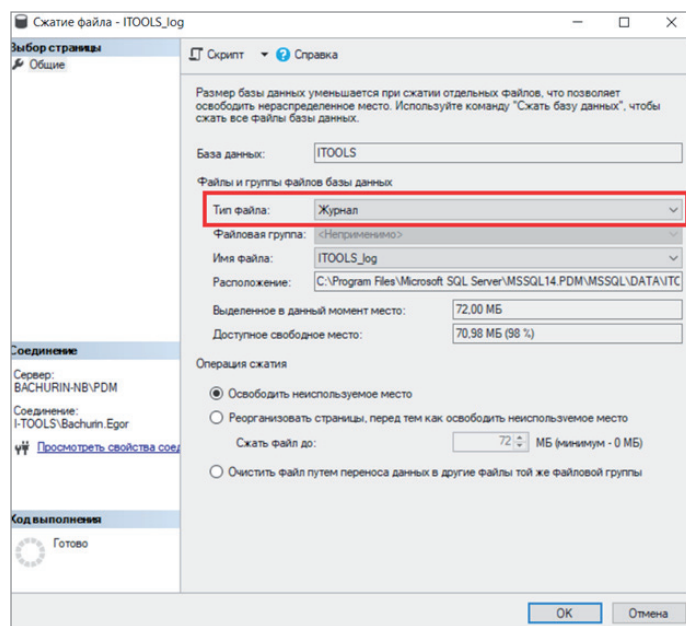 Сжатие файла - ITOOLS_log
Выбор страницы
Общие
Скрипт
Справка
Размер базы данных уменьшается при сжатии отдельных файлов, что позволяет
освободить нераспределенное место. Используйте команду "Сжать базу данных", чтобы
сжать все файлы базы данных.
База данных: ITOOLS
Файлы и группы файлов базы данных
Тип файла: Журнал
Файловая группа: <Неприменимо>
Имя файла: ITOOLS_log
Расположение: C:\Program Files\Microsoft SQL Server\MSSQL14.PDM\MSSQL\DATA\ITO
Выделенное в данный момент место: 72,00 МБ
Доступное свободное место: 70,98 МБ (98 %)
Операция сжатия
Освободить неиспользуемое место
Реорганизовать страницы, перед тем как освободить неиспользуемое место
Сжать файл до: 72 МБ (минимум - 0 МБ)
Очистить файл путем переноса данных в другие файлы той же файловой группы
Соединение
Сервер:
BACHURIN-NB\PDM
Соединение:
I-TOOLS\Bachurin.Egor
Просмотреть свойства соед
Ход выполнения
Готово
OK
Отмена